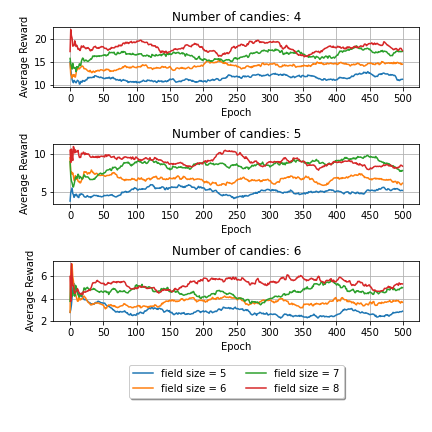 Number of candies: 4
Average Reward
20
15
10
0 50 100 150 200 250 300 350 400 450 500
Epoch
Number of candies: 5
Average Reward
10
5
0 50 100 150 200 250 300 350 400 450 500
Epoch
Number of candies: 6
Average Reward
6
4
2
0 50 100 150 200 250 300 350 400 450 500
Epoch
field size = 5 field size = 7
field size = 6 field size = 8